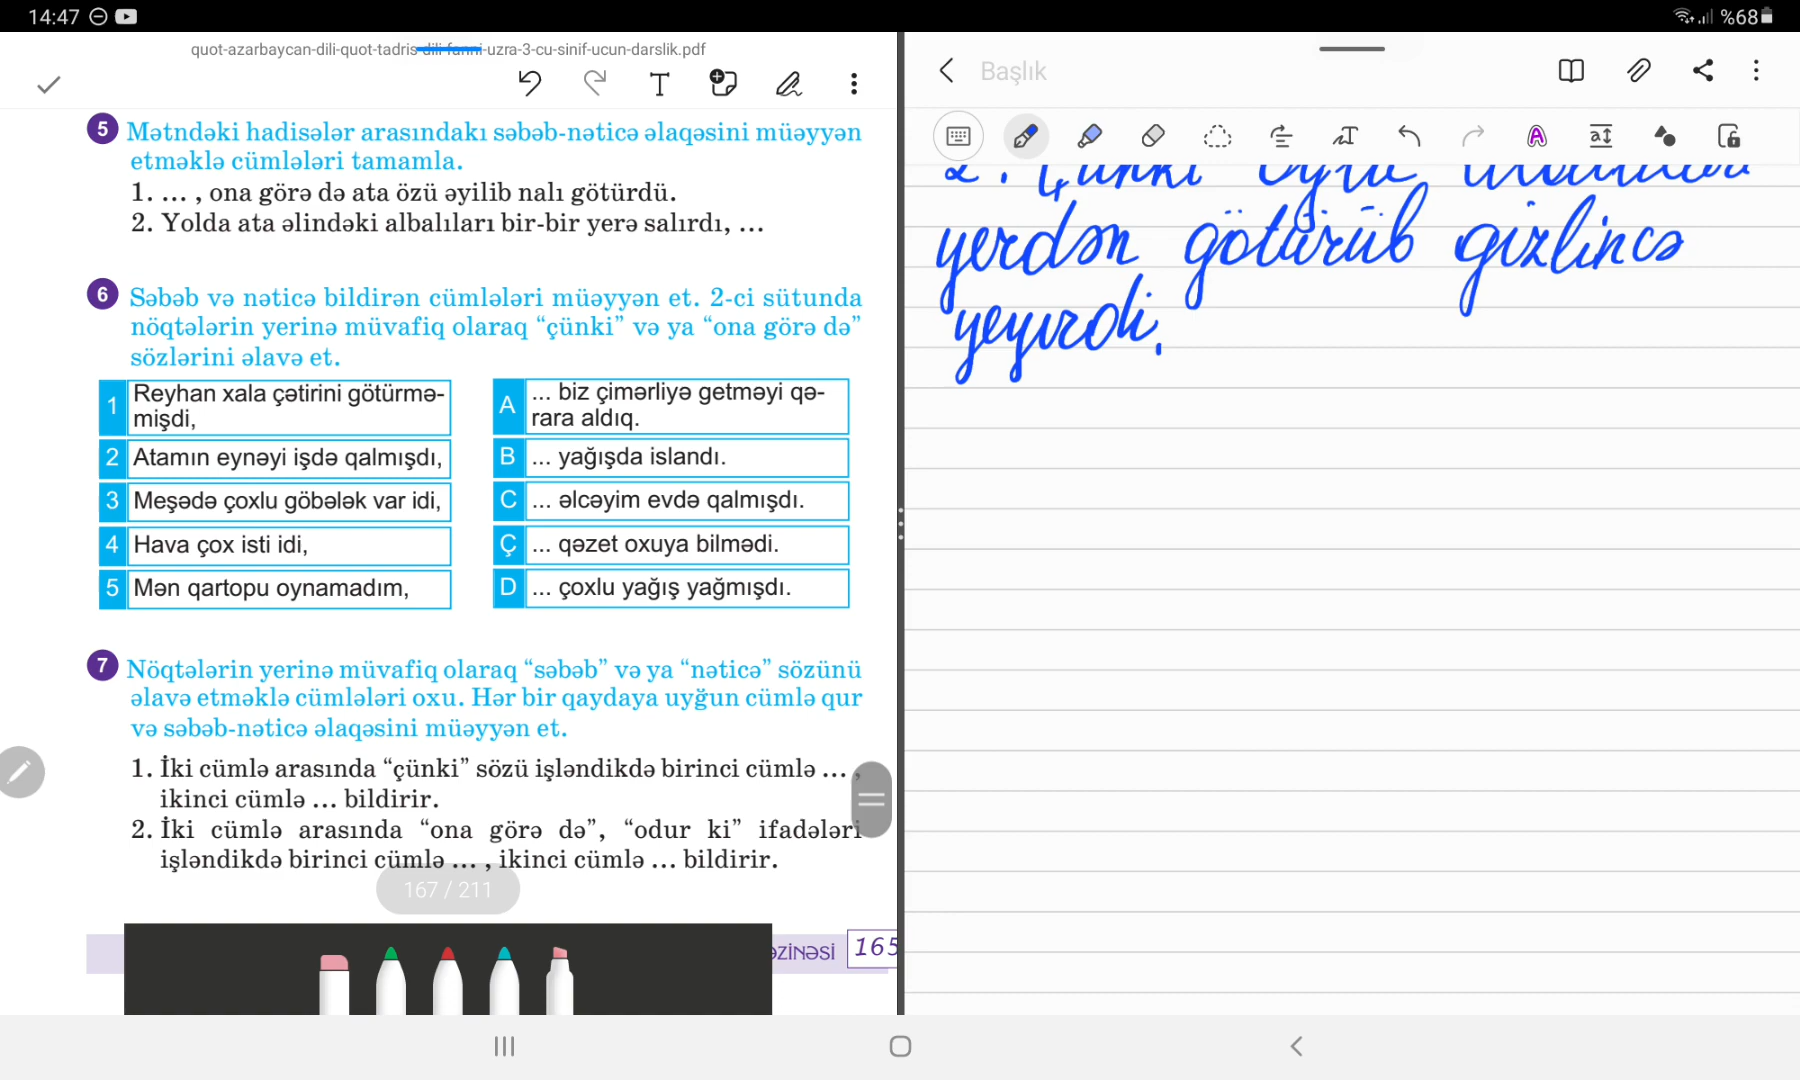 14:47
%68
quot-azarbaycan-dili-quot-tadris-dili-fanni-uzra-3-cu-sinif-ucun-darslik.pdf
5 Mətndəki hadisələr arasındakı səbəb-nəticə əlaqəsini müəyyən
etməklə cümlələri tamamla.
1. ... , ona görə də ata özü əyilib nalı götürdü.
2. Yolda ata əlindəki albalıları bir-bir yerə salırdı, ...
6 Səbəb və nəticə bildirən cümlələri müəyyən et. 2-ci sütunda
nöqtələrin yerinə müvafiq olaraq “çünki” və ya “ona görə də”
sözlərini əlavə et.
1 Reyhan xala çətirini götürmə-
mişdi,
2 Atamın eynəyi işdə qalmışdı,
3 Meşədə çoxlu göbələk var idi,
4 Hava çox isti idi,
5 Mən qartopu oynamadım,
A ... biz çimərliyə getməyi qə-
rara aldıq.
B ... yağışda islandı.
C ... əlcəyim evdə qalmışdı.
Ç ... qəzet oxuya bilmədi.
D ... çoxlu yağış yağmışdı.
7 Nöqtələrin yerinə müvafiq olaraq “səbəb” və ya “nəticə” sözünü
əlavə etməklə cümlələri oxu. Hər bir qaydaya uyğun cümlə qur
və səbəb-nəticə əlaqəsini müəyyən et.
1. İki cümlə arasında “çünki” sözü işləndikdə birinci cümlə ... ,
ikinci cümlə ... bildirir.
2. İki cümlə arasında “ona görə də”, “odur ki” ifadələri
işləndikdə birinci cümlə ... , ikinci cümlə ... bildirir.
167 / 211
əZİNəSİ 165
Başlık
2. Çünki
yerdən götürüb gizlincə
yeyirdi.